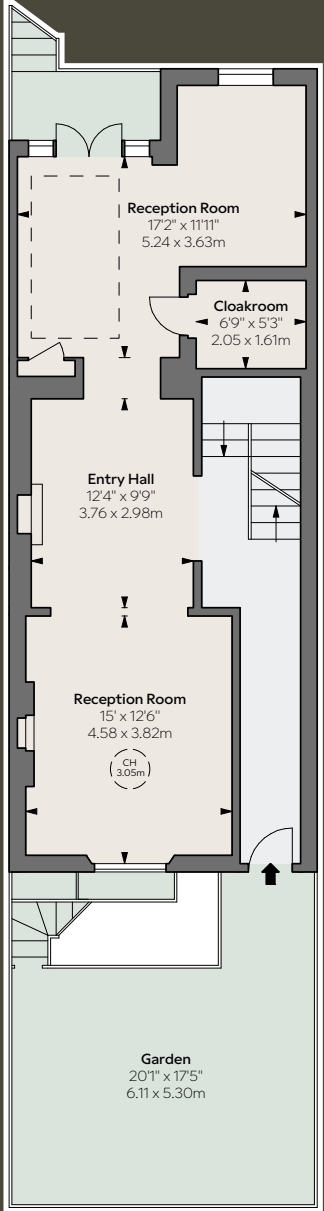 Reception Room
17'2" x 11'11"
5.24 x 3.63m
Cloakroom
6'9" x 5'3"
2.05 x 1.61m
Entry Hall
12'4" x 9'9"
3.76 x 2.98m
Reception Room
15' x 12'6"
4.58 x 3.82m
CH
3.05m
Garden
20'1" x 17'5"
6.11 x 5.30m